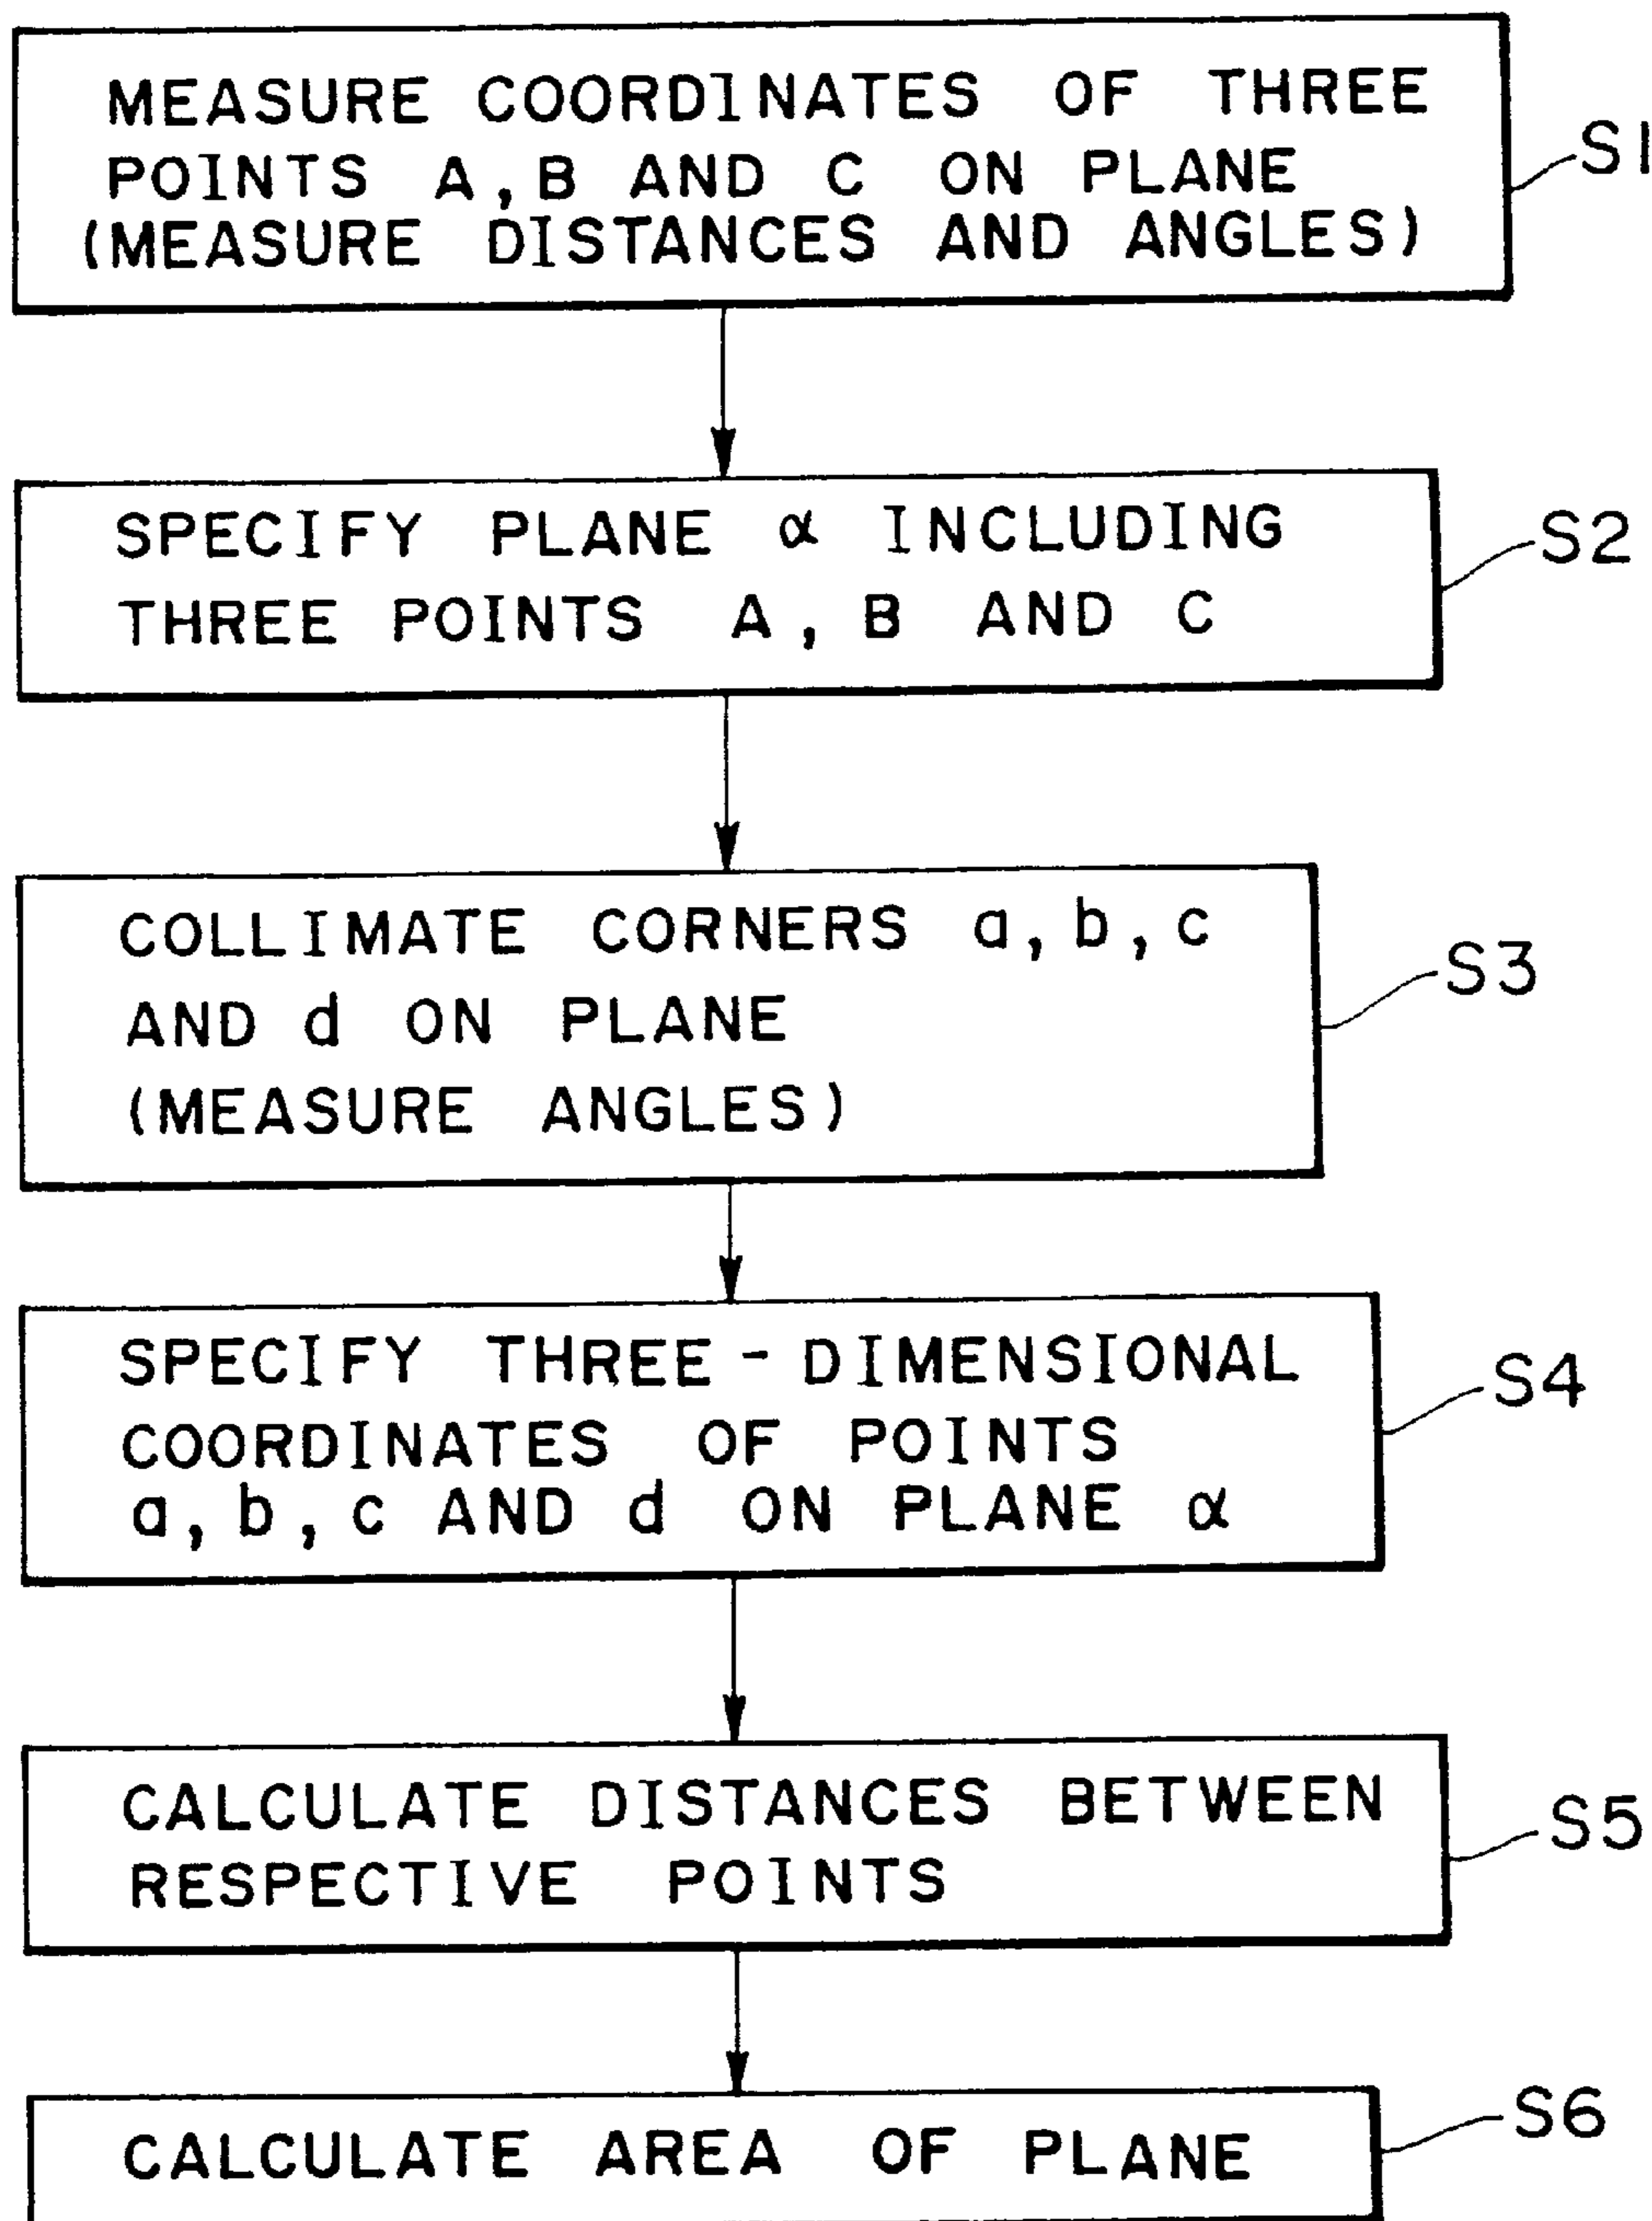 MEASURE COORDINATES OF THREE
POINTS A, B AND C ON PLANE
(MEASURE DISTANCES AND ANGLES)
S1
SPECIFY PLANE α INCLUDING
THREE POINTS A, B AND C
S2
COLLIMATE CORNERS a, b, c
AND d ON PLANE
(MEASURE ANGLES)
S3
SPECIFY THREE-DIMENSIONAL
COORDINATES OF POINTS
a, b, c AND d ON PLANE α
S4
CALCULATE DISTANCES BETWEEN
RESPECTIVE POINTS
S5
CALCULATE AREA OF PLANE
S6